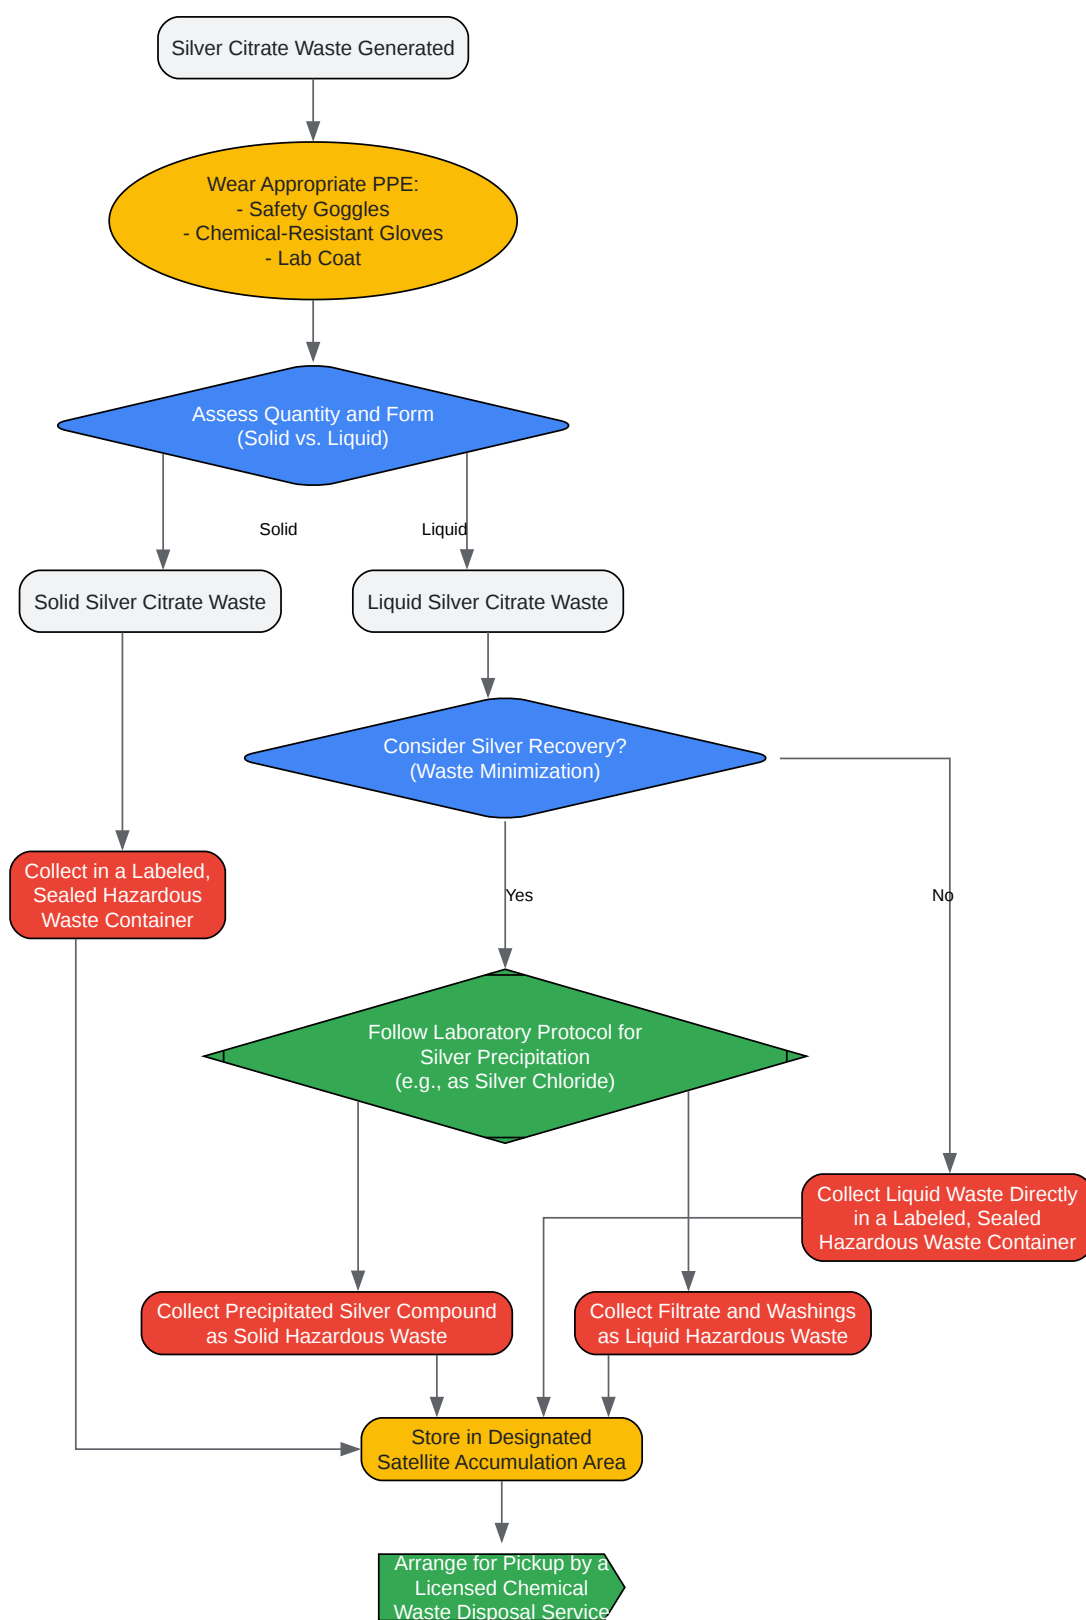 Silver Citrate Waste Generated
Wear Appropriate PPE:
- Safety Goggles
- Chemical-Resistant Gloves
- Lab Coat
Assess Quantity and Form
(Solid vs. Liquid)
Solid
Liquid
Solid Silver Citrate Waste
Liquid Silver Citrate Waste
Consider Silver Recovery?
(Waste Minimization)
Collect in a Labeled,
Sealed Hazardous
Waste Container
Yes
No
Follow Laboratory Protocol for
Silver Precipitation
(e.g., as Silver Chloride)
Collect Liquid Waste Directly
in a Labeled, Sealed
Hazardous Waste Container
Collect Precipitated Silver Compound
as Solid Hazardous Waste
Collect Filtrate and Washings
as Liquid Hazardous Waste
Store in Designated
Satellite Accumulation Area
Arrange for Pickup by a
Licensed Chemical
Waste Disposal Service